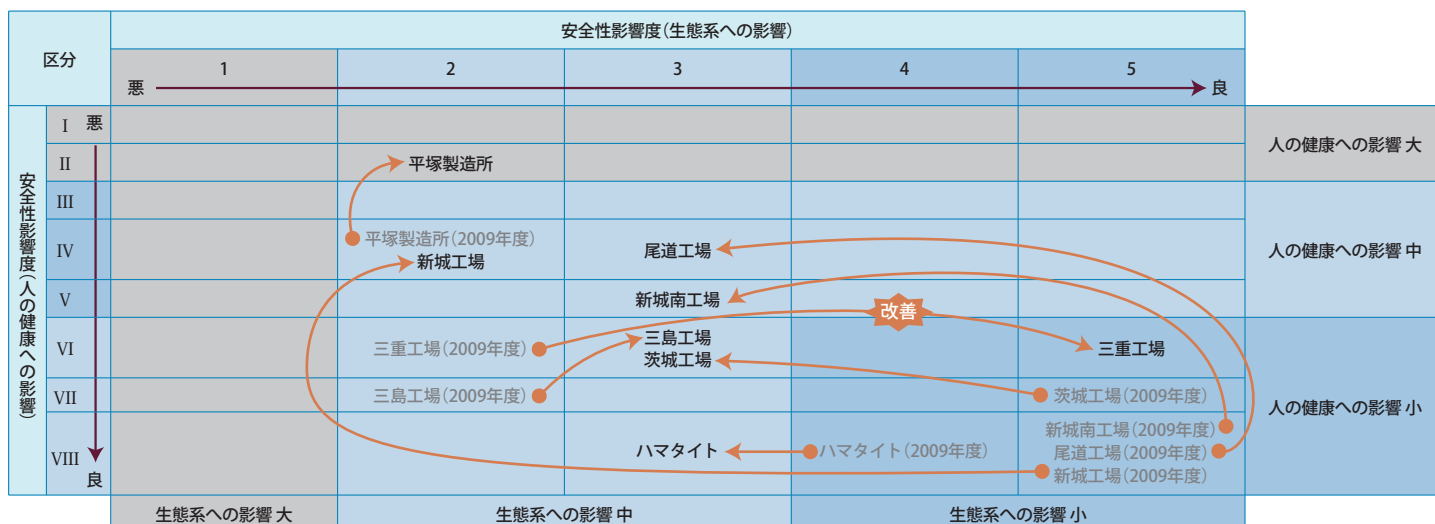 区分
安全性影響度(生態系への影響)
1
2
3
4
5
悪
良
安全性影響度(人の健康への影響)
I 悪
人の健康への影響 大
II
平塚製造所
III
IV
平塚製造所(2009年度)
新城工場
尾道工場
人の健康への影響 中
V
新城南工場
改善
VI
三重工場(2009年度)
三島工場
茨城工場
三重工場
VII
三島工場(2009年度)
茨城工場(2009年度)
人の健康への影響 小
VIII
良
ハマタイト
ハマタイト(2009年度)
新城南工場(2009年度)
尾道工場(2009年度)
新城工場(2009年度)
生態系への影響 大
生態系への影響 中
生態系への影響 小